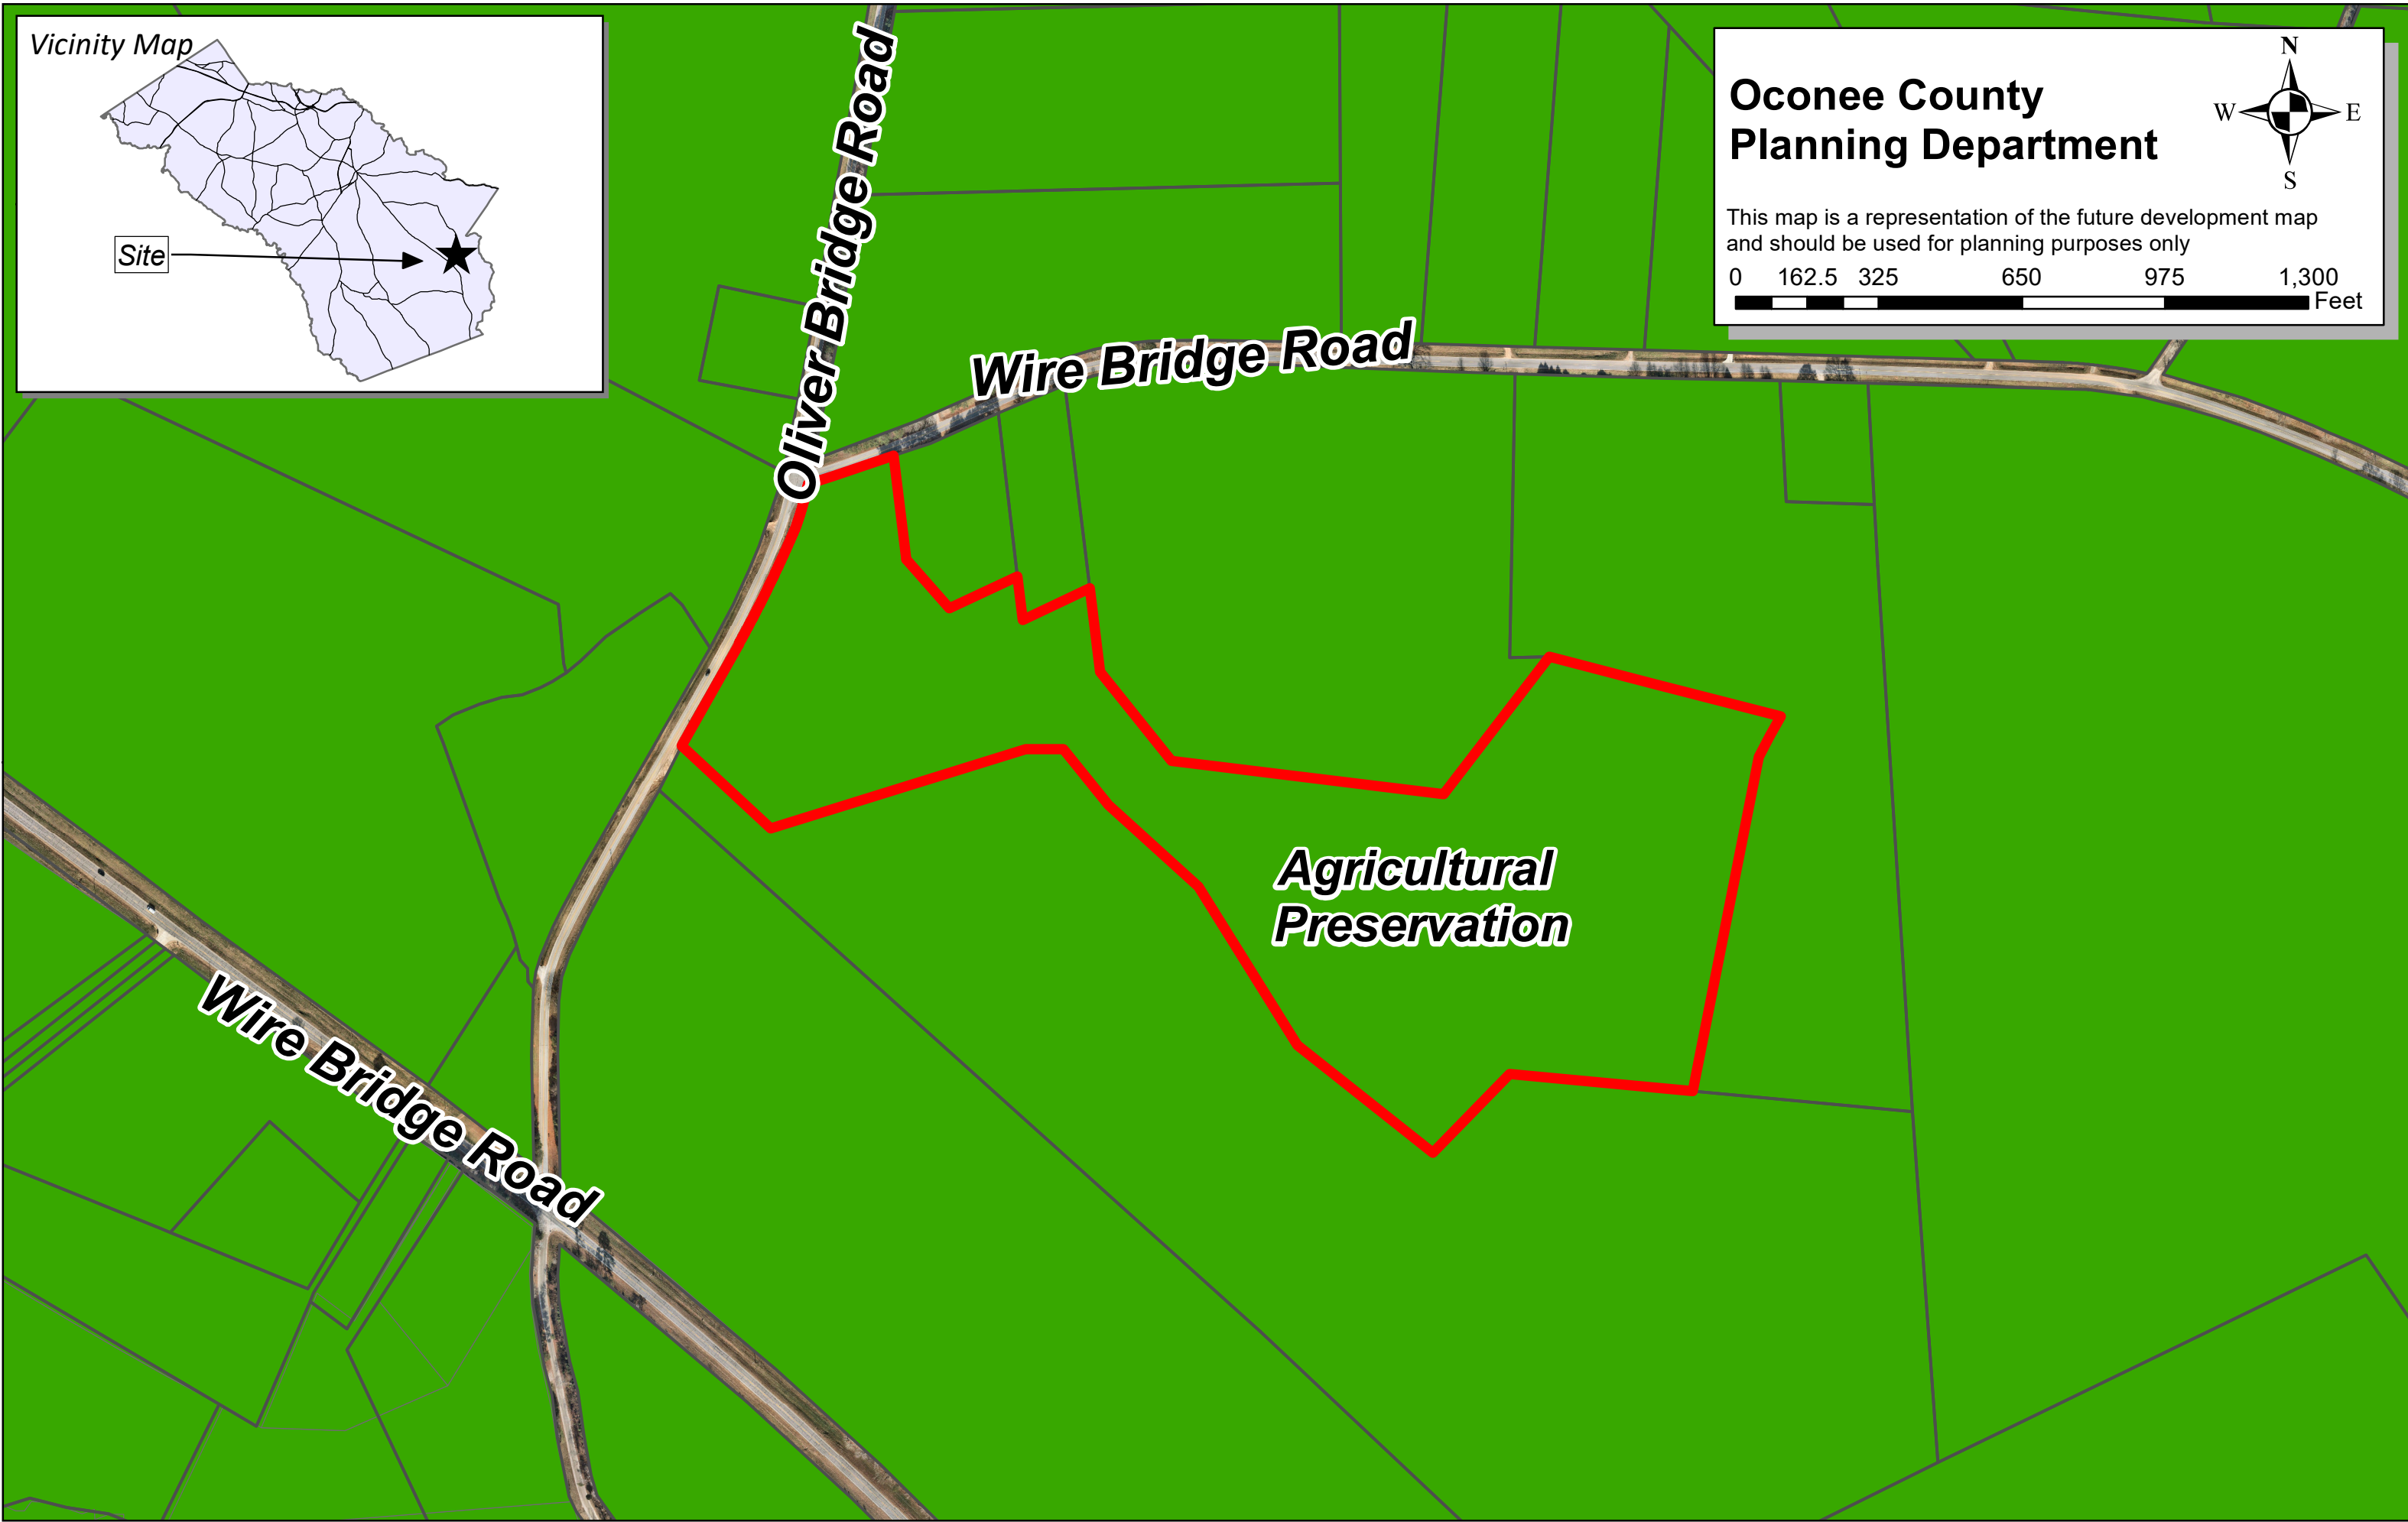 Vicinity Map
Site
Oliver Bridge Road
Wire Bridge Road
Oconee County
Planning Department
N
W
E
S
This map is a representation of the future development map
and should be used for planning purposes only
0 162.5 325 650 975 1,300
Feet
Agricultural
Preservation
Wire Bridge Road